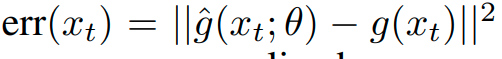 err(x_t) = ||ĝ(x_t; θ) − g(x_t)||²